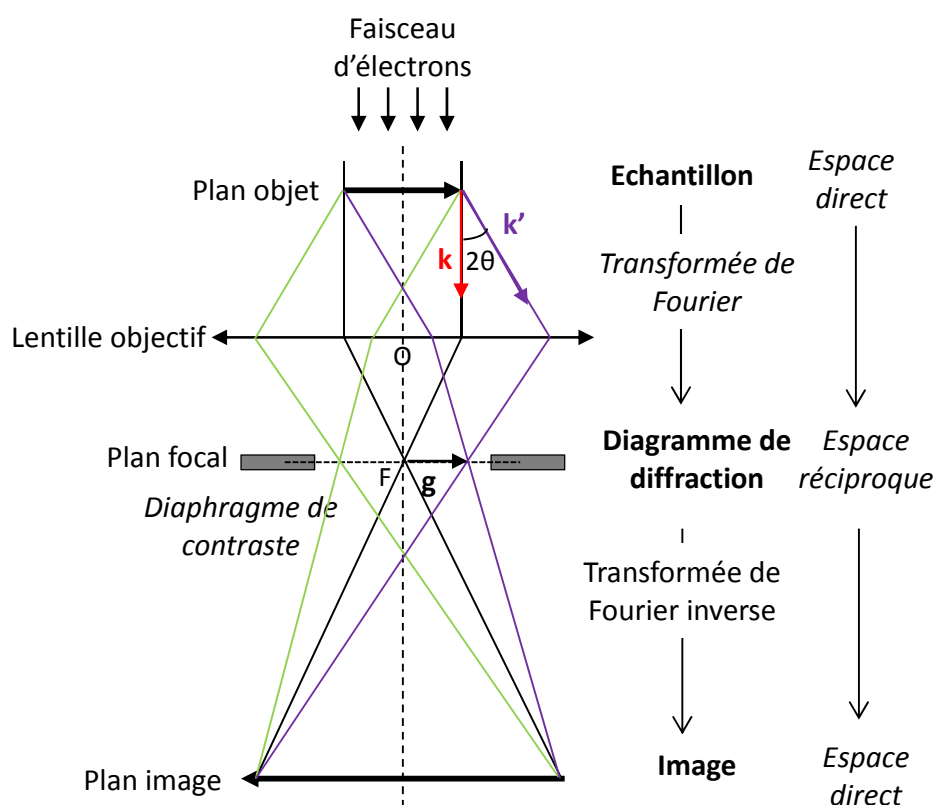 Faisceau
d’électrons
Plan objet
Echantillon
Espace
direct
k
2θ
k’
Transformée de
Fourier
Lentille objectif
O
Plan focal
F
g
Diaphragme de
contraste
Diagramme de
diffraction
Espace
réciproque
Transformée de
Fourier inverse
Plan image
Image
Espace
direct